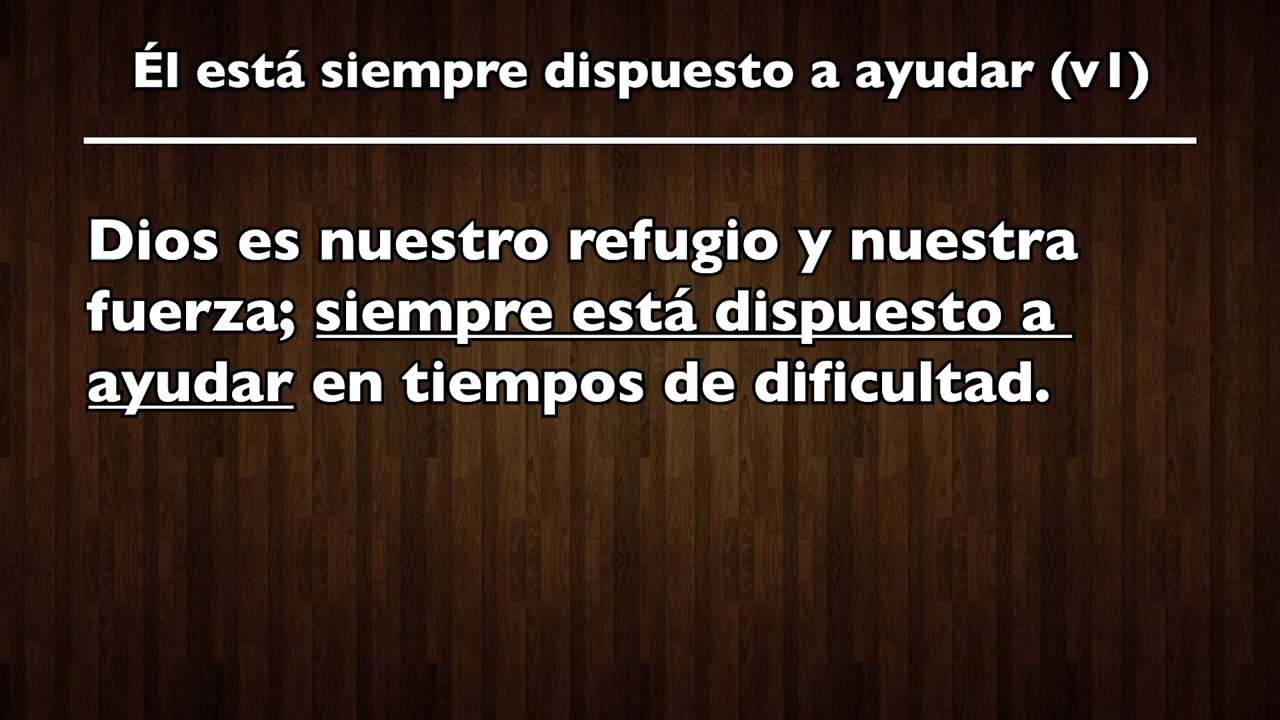 Él está siempre dispuesto a ayudar (v1)
Dios es nuestro refugio y nuestra
fuerza; siempre está dispuesto a
ayudar en tiempos de dificultad.